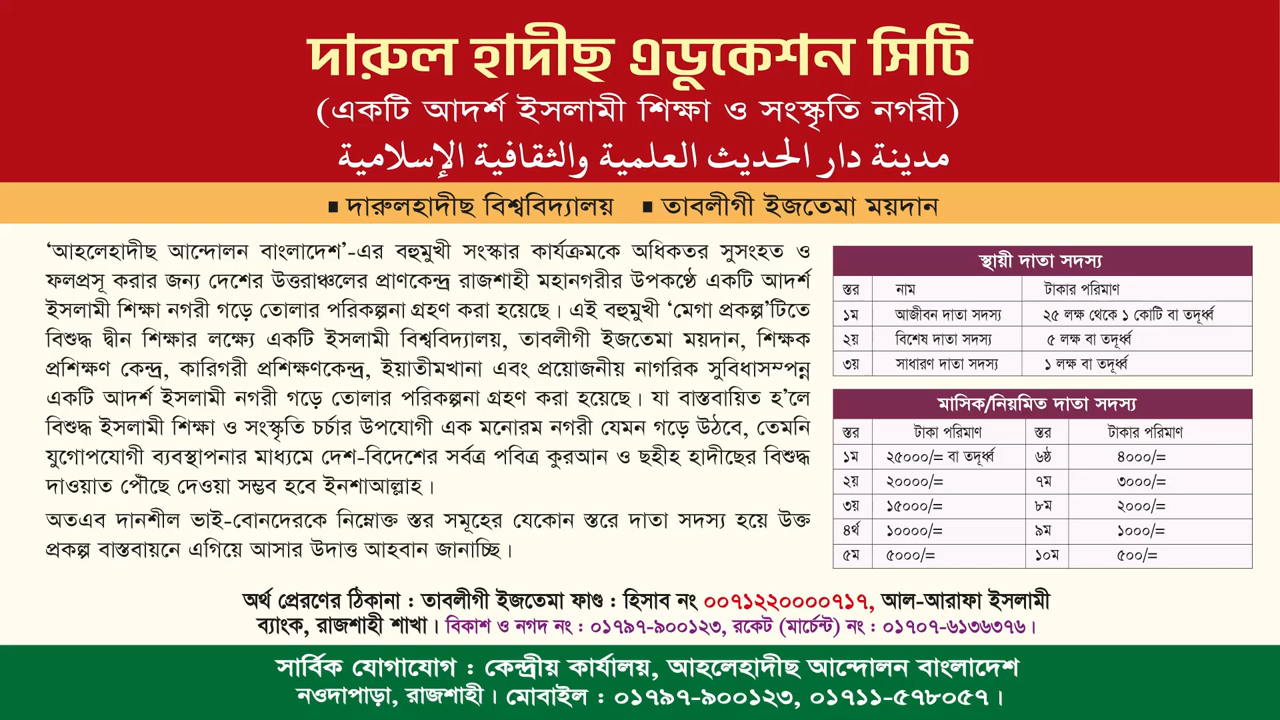 দারুল হাদীছ এডুকেশন সিটি
(একটি আদর্শ ইসলামী শিক্ষা ও সংস্কৃতি নগরী)
مدينة دار الحديث العلمية والثقافية الإسلامية
▪ দারুলহাদীছ বিশ্ববিদ্যালয় ▪ তাবলীগী ইজতেমা ময়দান
‘আহলেহাদীছ আন্দোলন বাংলাদেশ’-এর বহুমুখী সংস্কার কার্যক্রমকে অধিকতর সুসংহত ও
ফলপ্রসূ করার জন্য দেশের উত্তরাঞ্চলের প্রাণকেন্দ্র রাজশাহী মহানগরীর উপকণ্ঠে একটি আদর্শ
ইসলামী শিক্ষা নগরী গড়ে তোলার পরিকল্পনা গ্রহণ করা হয়েছে। এই বহুমুখী ‘মেগা প্রকল্প’টিতে
বিশুদ্ধ দ্বীন শিক্ষার লক্ষ্যে একটি ইসলামী বিশ্ববিদ্যালয়, তাবলীগী ইজতেমা ময়দান, শিক্ষক
প্রশিক্ষণ কেন্দ্র, কারিগরী প্রশিক্ষণকেন্দ্র, ইয়াতীমখানা এবং প্রয়োজনীয় নাগরিক সুবিধাসম্পন্ন
একটি আদর্শ ইসলামী নগরী গড়ে তোলার পরিকল্পনা গ্রহণ করা হয়েছে। যা বাস্তবায়িত হ’লে
বিশুদ্ধ ইসলামী শিক্ষা ও সংস্কৃতি চর্চার উপযোগী এক মনোরম নগরী যেমন গড়ে উঠবে, তেমনি
যুগোপযোগী ব্যবস্থাপনার মাধ্যমে দেশ-বিদেশের সর্বত্র পবিত্র কুরআন ও ছহীহ হাদীছের বিশুদ্ধ
দাওয়াত পৌঁছে দেওয়া সম্ভব হবে ইনশাআল্লাহ।
অতএব দানশীল ভাই-বোনদেরকে নিম্নোক্ত স্তর সমূহের যেকোন স্তরে দাতা সদস্য হয়ে উক্ত
প্রকল্প বাস্তবায়নে এগিয়ে আসার উদাত্ত আহবান জানাচ্ছি।
স্থায়ী দাতা সদস্য
স্তর নাম টাকার পরিমাণ
১ম আজীবন দাতা সদস্য ২৫ লক্ষ থেকে ১ কোটি বা তদূর্ধ্ব
২য় বিশেষ দাতা সদস্য ৫ লক্ষ বা তদূর্ধ্ব
৩য় সাধারণ দাতা সদস্য ১ লক্ষ বা তদূর্ধ্ব
মাসিক/নিয়মিত দাতা সদস্য
স্তর টাকা পরিমাণ স্তর টাকার পরিমাণ
১ম ২৫০০০/= বা তদূর্ধ্ব ৬ষ্ঠ ৪০০০/=
২য় ২০০০০/= ৭ম ৩০০০/=
৩য় ১৫০০০/= ৮ম ২০০০/=
৪র্থ ১০০০০/= ৯ম ১০০০/=
৫ম ৫০০০/= ১০ম ৫০০/=
অর্থ প্রেরণের ঠিকানা : তাবলীগী ইজতেমা ফাণ্ড : হিসাব নং ০০৭১২২০০০০৭১৭, আল-আরাফা ইসলামী
ব্যাংক, রাজশাহী শাখা। বিকাশ ও নগদ নং : ০১৭৯৭-৯০০১২৩, রকেট (মার্চেন্ট) নং : ০১৭০৭-৬১৩৬৩৭৬।
সার্বিক যোগাযোগ : কেন্দ্রীয় কার্যালয়, আহলেহাদীছ আন্দোলন বাংলাদেশ
নওদাপাড়া, রাজশাহী। মোবাইল : ০১৭৯৭-৯০০১২৩, ০১৭১১-৫৭৮০৫৭।